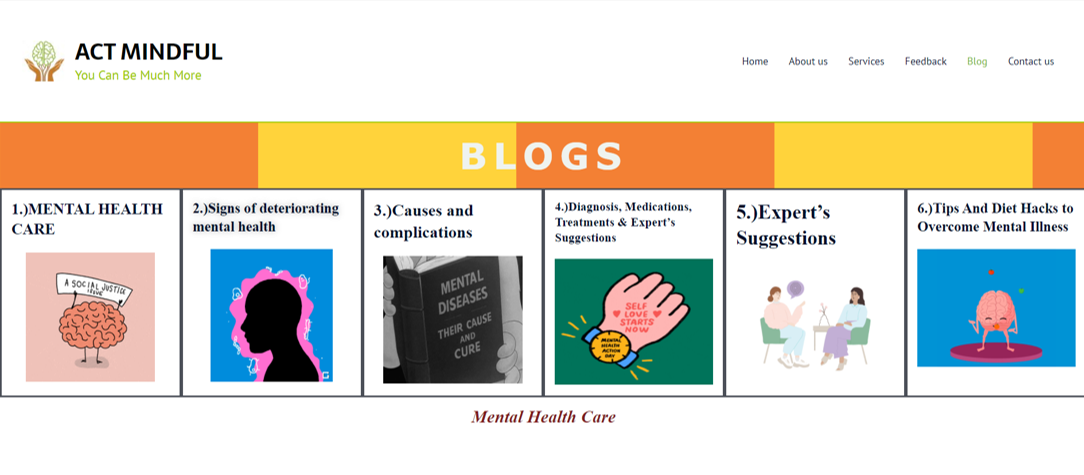 ACT MINDFUL
You Can Be Much More
Home About us Services Feedback Blog Contact us
BLOGS
1.)MENTAL HEALTH
CARE
A SOCIAL JUSTICE
ISSUE
2.)Signs of deteriorating
mental health
3.)Causes and
complications
MENTAL
DISEASES
THEIR CAUSE
AND
CURE
4.)Diagnosis, Medications,
Treatments & Expert’s
Suggestions
SELF
LOVE
STARTS
NOW
MENTAL
HEALTH
ACTION
DAY
5.)Expert’s
Suggestions
6.)Tips And Diet Hacks to
Overcome Mental Illness
Mental Health Care